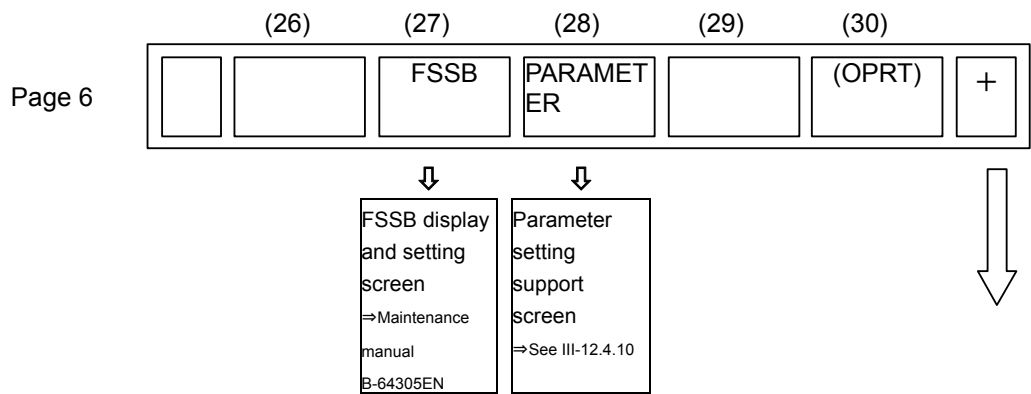 (26) (27) (28) (29) (30)
Page 6
FSSB PARAMET (OPRT) +
ER
FSSB display
and setting
screen
⇒Maintenance
manual
B-64305EN
Parameter
setting
support
screen
⇒See III-12.4.10